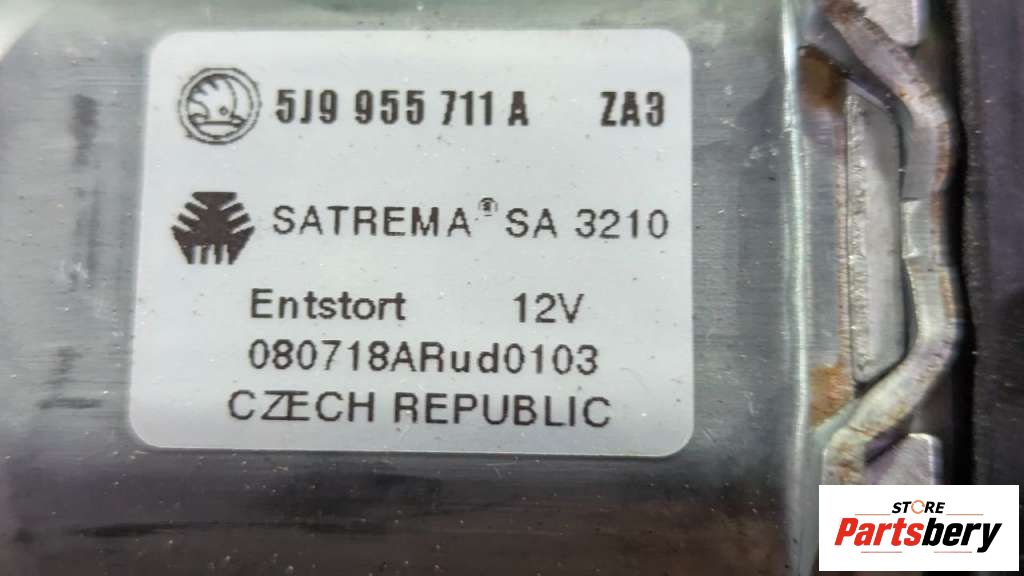 5J9 955 711 A ZA3
SATREMA® SA 3210
Entstort 12V
080718ARud0103
CZECH REPUBLIC
STORE
Partsbery